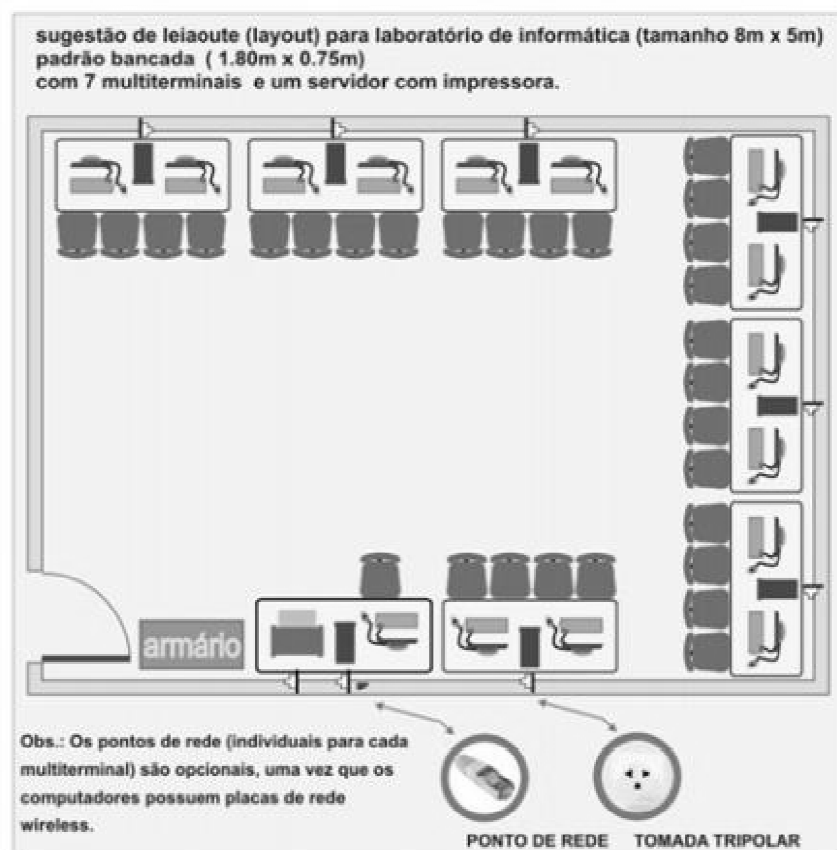 sugestão de leiaoute (layout) para laboratório de informática (tamanho 8m x 5m)
padrão bancada ( 1.80m x 0.75m)
com 7 multiterminais e um servidor com impressora.
armário
Obs.: Os pontos de rede (individuais para cada
multiterminal) são opcionais, uma vez que os
computadores possuem placas de rede
wireless.
PONTO DE REDE
TOMADA TRIPOLAR